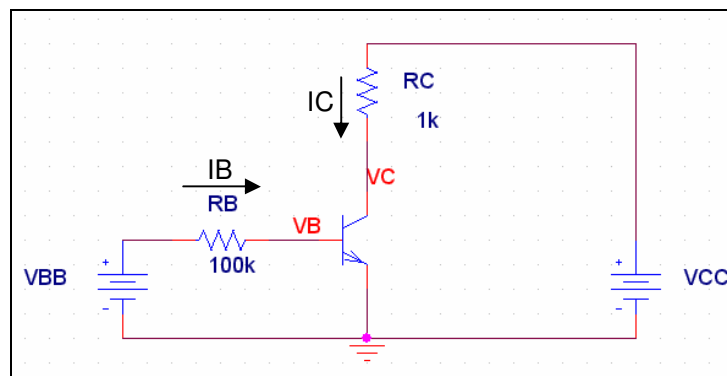 IC
RC
1k
VC
IB
RB
VB
100k
VBB
+
-
VCC
+
-